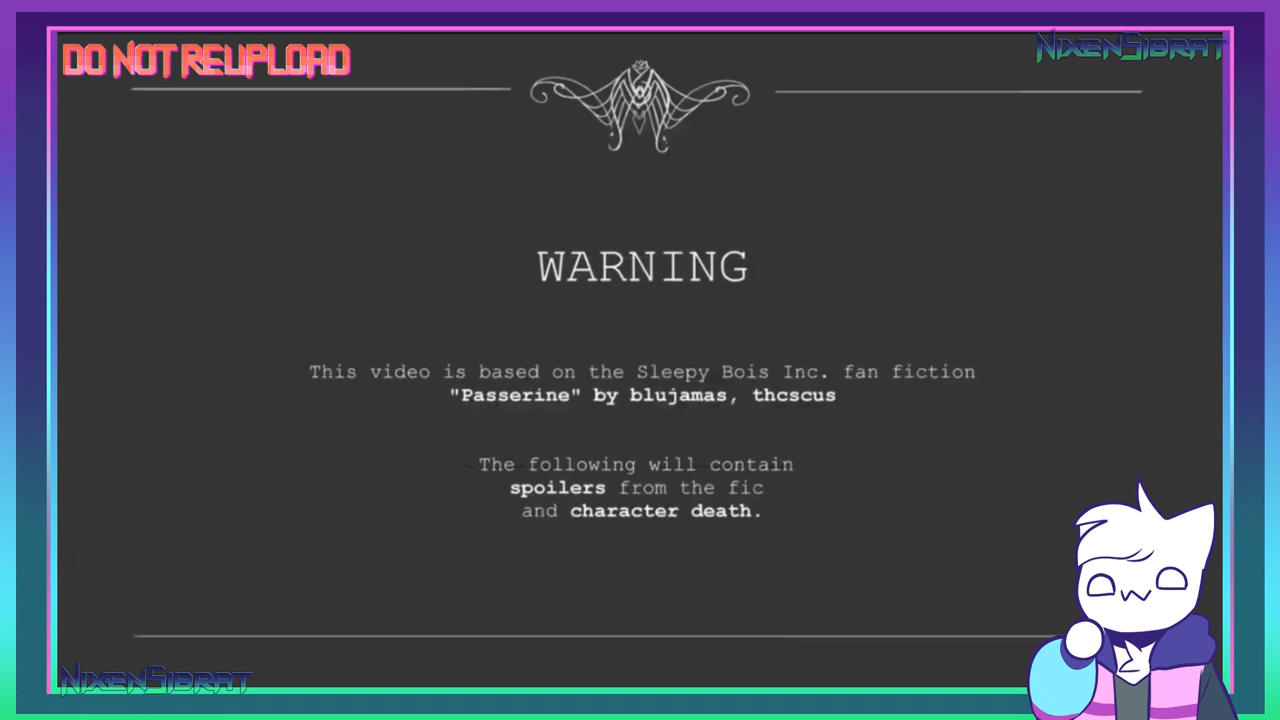 DO NOT REUPLOAD
NIXENSIBRAT
WARNING
This video is based on the Sleepy Bois Inc. fan fiction
"Passerine" by blujamas, thcscus
The following will contain
spoilers from the fic
and character death.
NIXENSIBRAT